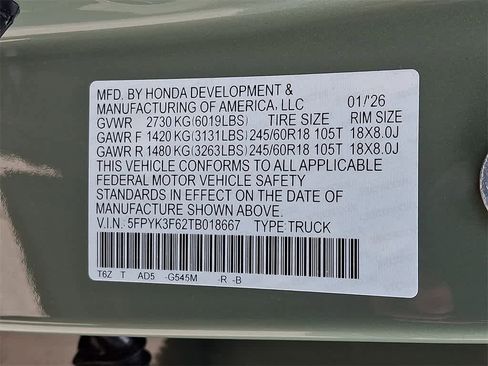 MFD. BY HONDA DEVELOPMENT &
MANUFACTURING OF AMERICA, LLC 01/'26
GVWR 2730 KG(6019LBS) TIRE SIZE RIM SIZE
GAWR F 1420 KG(3131LBS) 245/60R18 105T 18X8.0J
GAWR R 1480 KG(3263LBS) 245/60R18 105T 18X8.0J
THIS VEHICLE CONFORMS TO ALL APPLICABLE
FEDERAL MOTOR VEHICLE SAFETY
STANDARDS IN EFFECT ON THE DATE OF
MANUFACTURE SHOWN ABOVE.
V.I.N. 5FPYK3F62TB018667 TYPE TRUCK
T6Z T AD5 -G545M -R -B